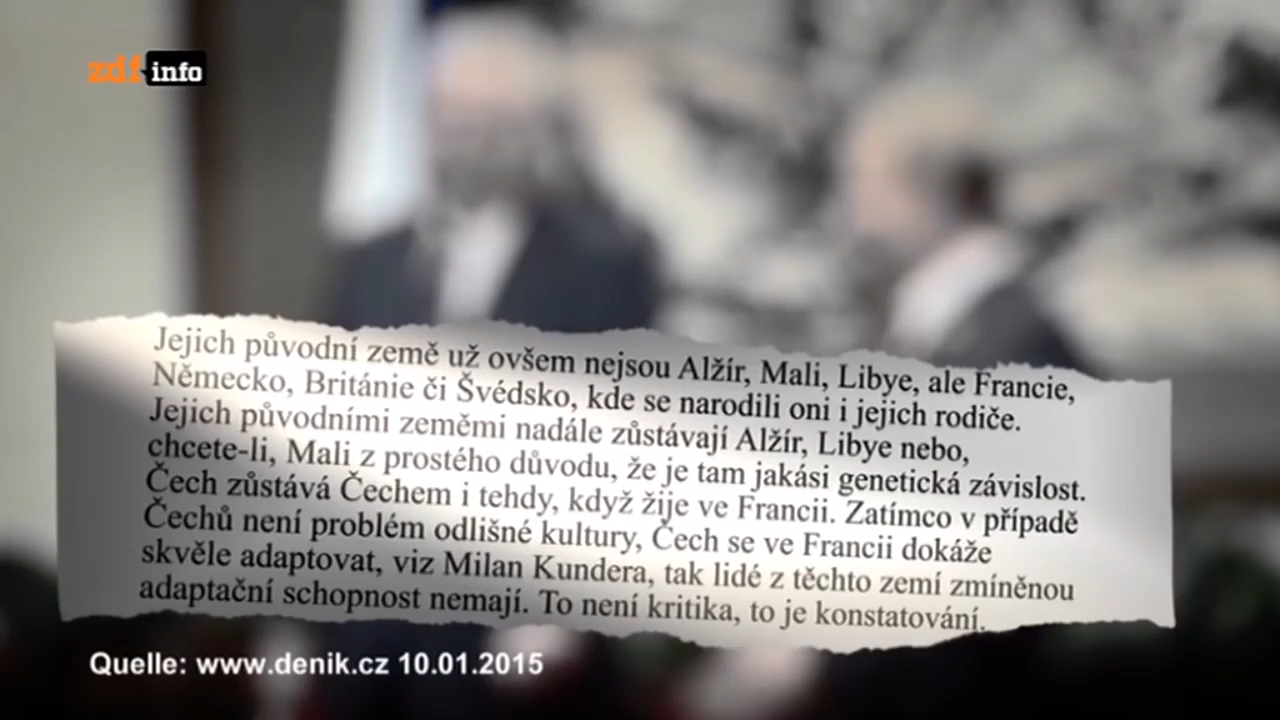 zdf info
Jejich původní země už ovšem nejsou Alžír, Mali, Libye, ale Francie,
Německo, Británie či Švédsko, kde se narodili oni i jejich rodiče.
Jejich původními zeměmi nadále zůstávají Alžír, Libye nebo,
chcete-li, Mali z prostého důvodu, že je tam jakási genetická závislost.
Čech zůstává Čechem i tehdy, když žije ve Francii. Zatímco v případě
Čechů není problém odlišné kultury, Čech se ve Francii dokáže
skvěle adaptovat, viz Milan Kundera, tak lidé z těchto zemí zmíněnou
adaptační schopnost nemají. To není kritika, to je konstatování.
Quelle: www.denik.cz 10.01.2015